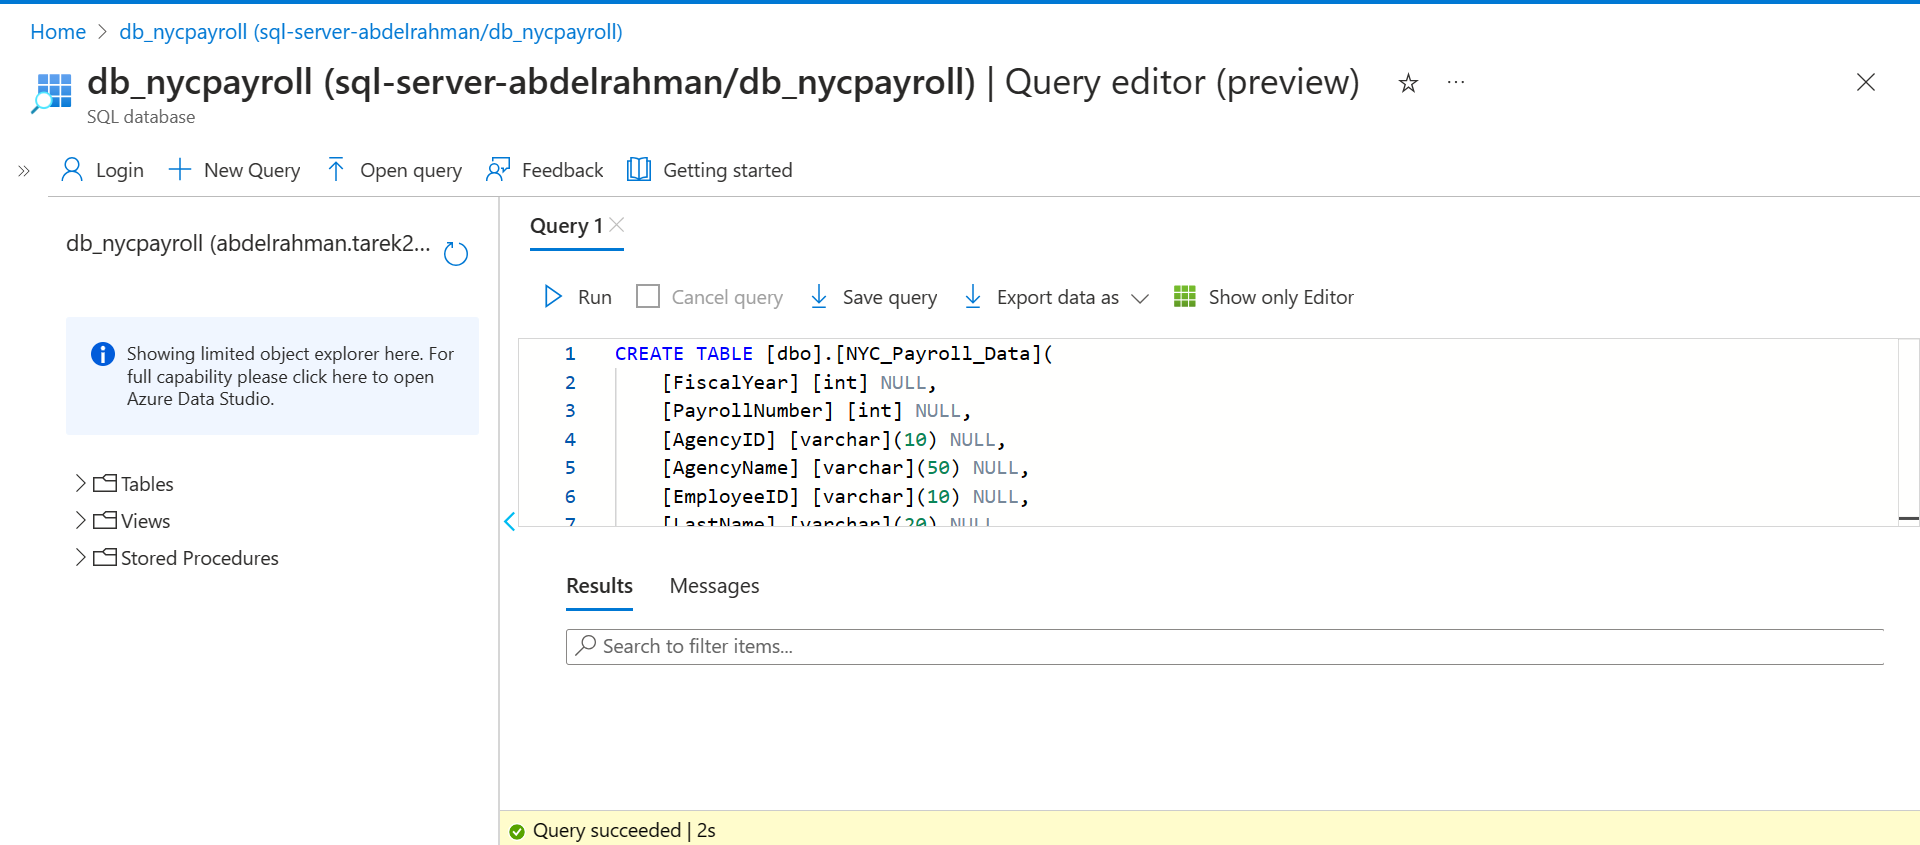 Home > db_nycpayroll (sql-server-abdelrahman/db_nycpayroll)
db_nycpayroll (sql-server-abdelrahman/db_nycpayroll) | Query editor (preview)
SQL database
Login New Query Open query Feedback Getting started
db_nycpayroll (abdelrahman.tarek2...
Showing limited object explorer here. For
full capability please click here to open
Azure Data Studio.
Tables
Views
Stored Procedures
Query 1
Run Cancel query Save query Export data as Show only Editor
1 CREATE TABLE [dbo].[NYC_Payroll_Data](
2 [FiscalYear] [int] NULL,
3 [PayrollNumber] [int] NULL,
4 [AgencyID] [varchar](10) NULL,
5 [AgencyName] [varchar](50) NULL,
6 [EmployeeID] [varchar](10) NULL,
7 [LastName] [varchar](20) NULL
Results Messages
Search to filter items...
Query succeeded | 2s